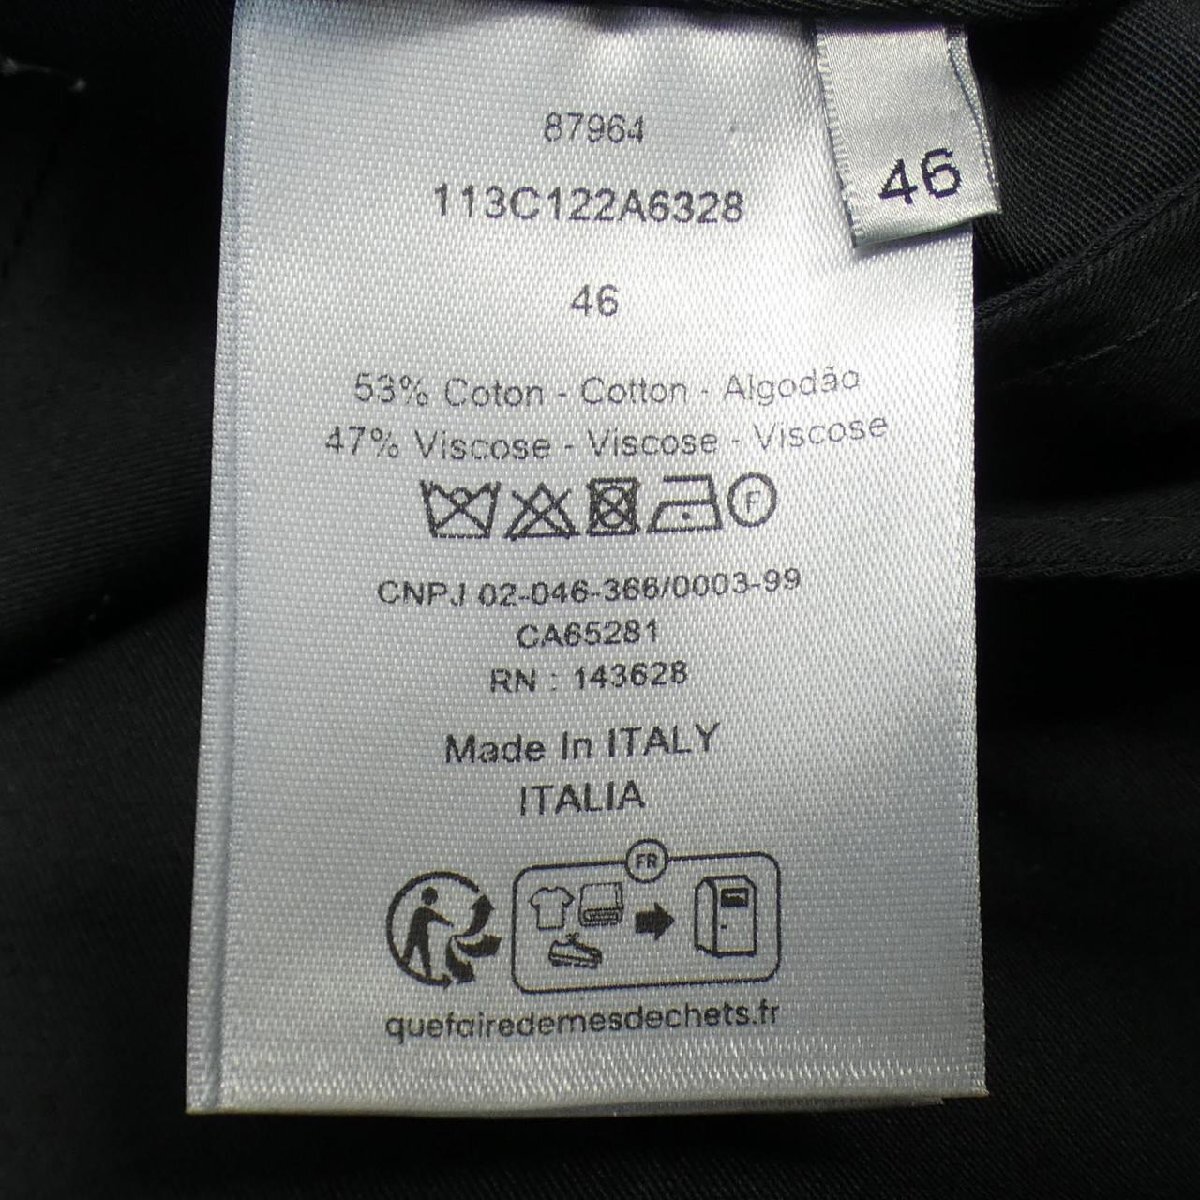 87964
113C122A6328
46
46
53% Coton - Cotton - Algodão
47% Viscose - Viscose - Viscose
F
CNPJ 02-046-366/0003-99
CA65281
RN : 143628
Made In ITALY
ITALIA
FR
quefairedemesdechets.fr